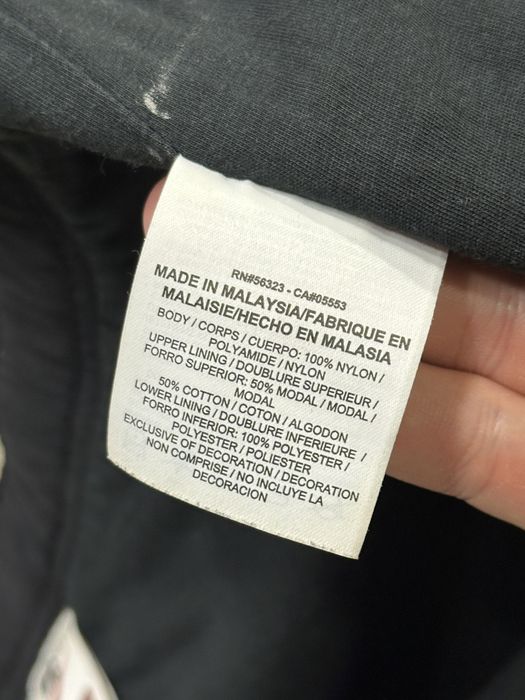 RN#56323 - CA#05553
MADE IN MALAYSIA/FABRIQUE EN
MALAISIE/HECHO EN MALASIA
BODY / CORPS / CUERPO: 100% NYLON /
POLYAMIDE / NYLON
UPPER LINING / DOUBLURE SUPERIEUR /
FORRO SUPERIOR: 50% MODAL / MODAL /
MODAL
50% COTTON / COTON / ALGODON
LOWER LINING / DOUBLURE INFERIEURE /
FORRO INFERIOR: 100% POLYESTER /
POLYESTER / POLIESTER
EXCLUSIVE OF DECORATION / DECORATION
NON COMPRISE / NO INCLUYE LA
DECORACION